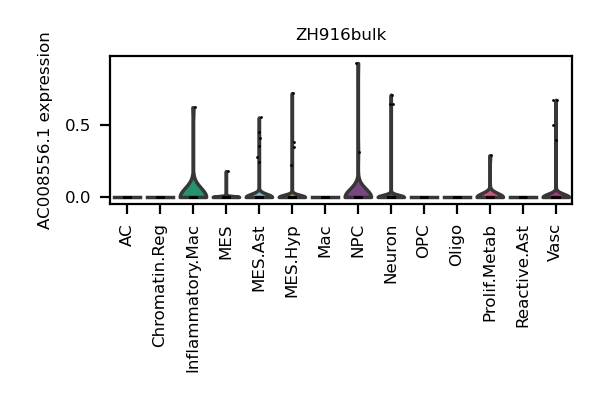 ZH916bulk
AC008556.1 expression
0.5
0.0
AC
Chromatin.Reg
Inflammatory.Mac
MES
MES.Ast
MES.Hyp
Mac
NPC
Neuron
OPC
Oligo
Prolif.Metab
Reactive.Ast
Vasc